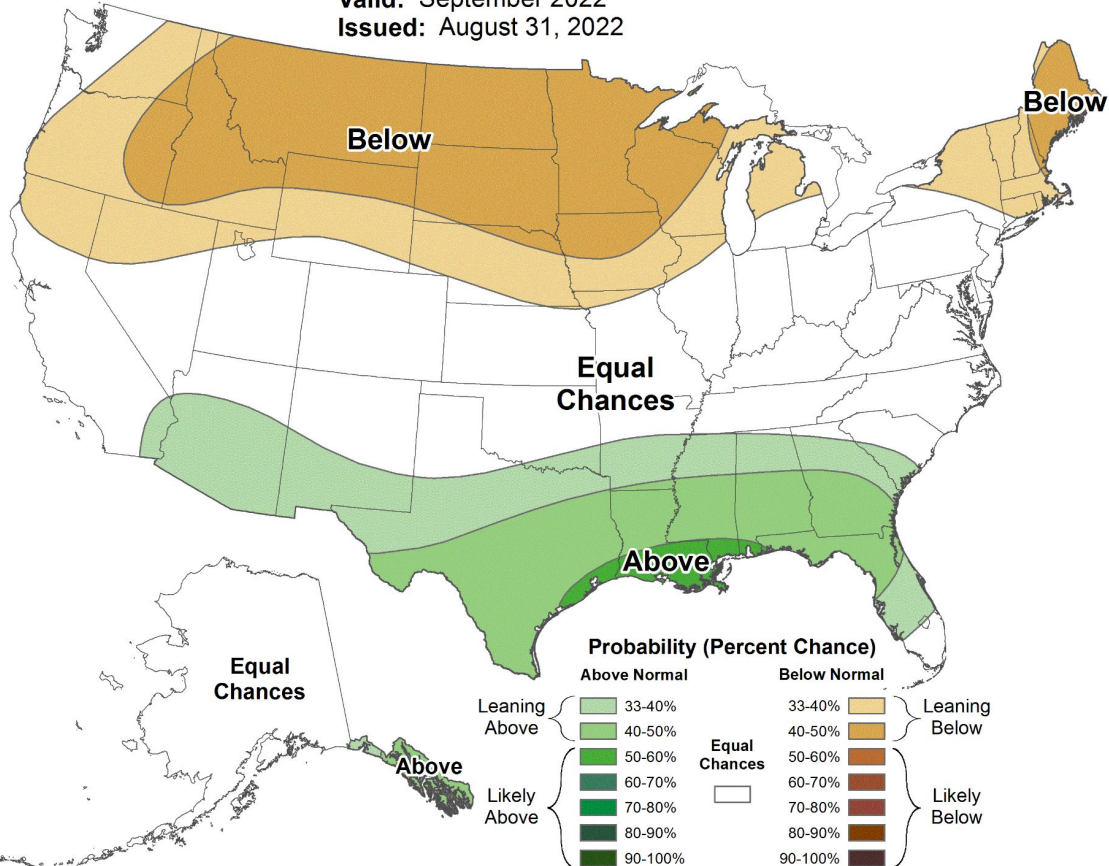 Valid: September 2022
Issued: August 31, 2022
Below
Below
Equal
Chances
Above
Equal
Chances
Above
Probability (Percent Chance)
Above Normal
Below Normal
Leaning
Above
33-40%
40-50%
50-60%
60-70%
70-80%
80-90%
90-100%
Likely
Above
Equal
Chances
33-40%
40-50%
50-60%
60-70%
70-80%
80-90%
90-100%
Leaning
Below
Likely
Below